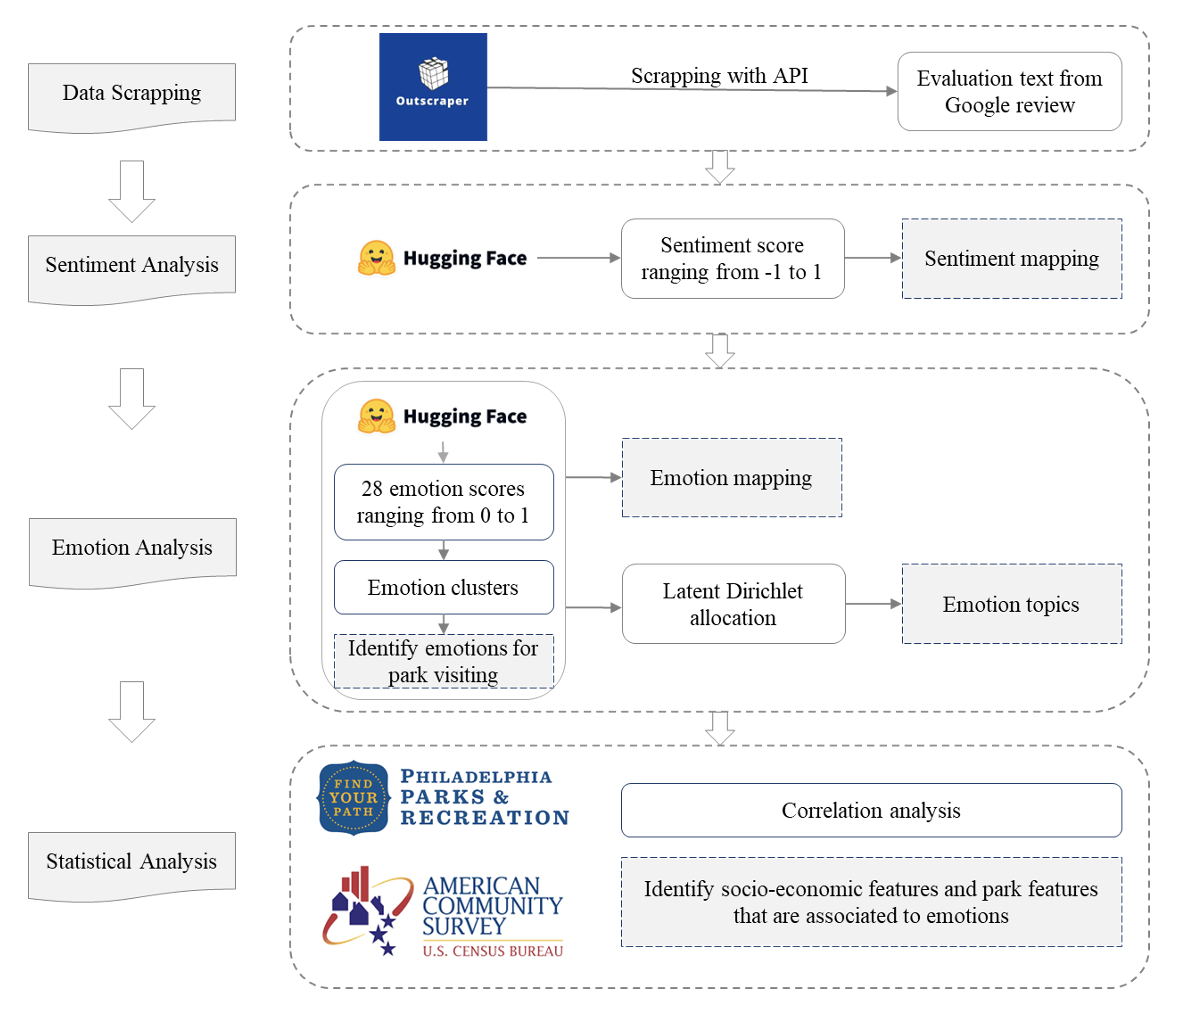 Data Scrapping
Outscraper
Scrapping with API
Evaluation text from
Google review
Sentiment Analysis
Hugging Face
Sentiment score
ranging from -1 to 1
Sentiment mapping
Emotion Analysis
Hugging Face
28 emotion scores
ranging from 0 to 1
Emotion clusters
Identify emotions for
park visiting
Emotion mapping
Latent Dirichlet
allocation
Emotion topics
Statistical Analysis
FIND
YOUR
PATH
PHILADELPHIA
PARKS &
RECREATION
AMERICAN
COMMUNITY
SURVEY
U.S. CENSUS BUREAU
Correlation analysis
Identify socio-economic features and park features
that are associated to emotions